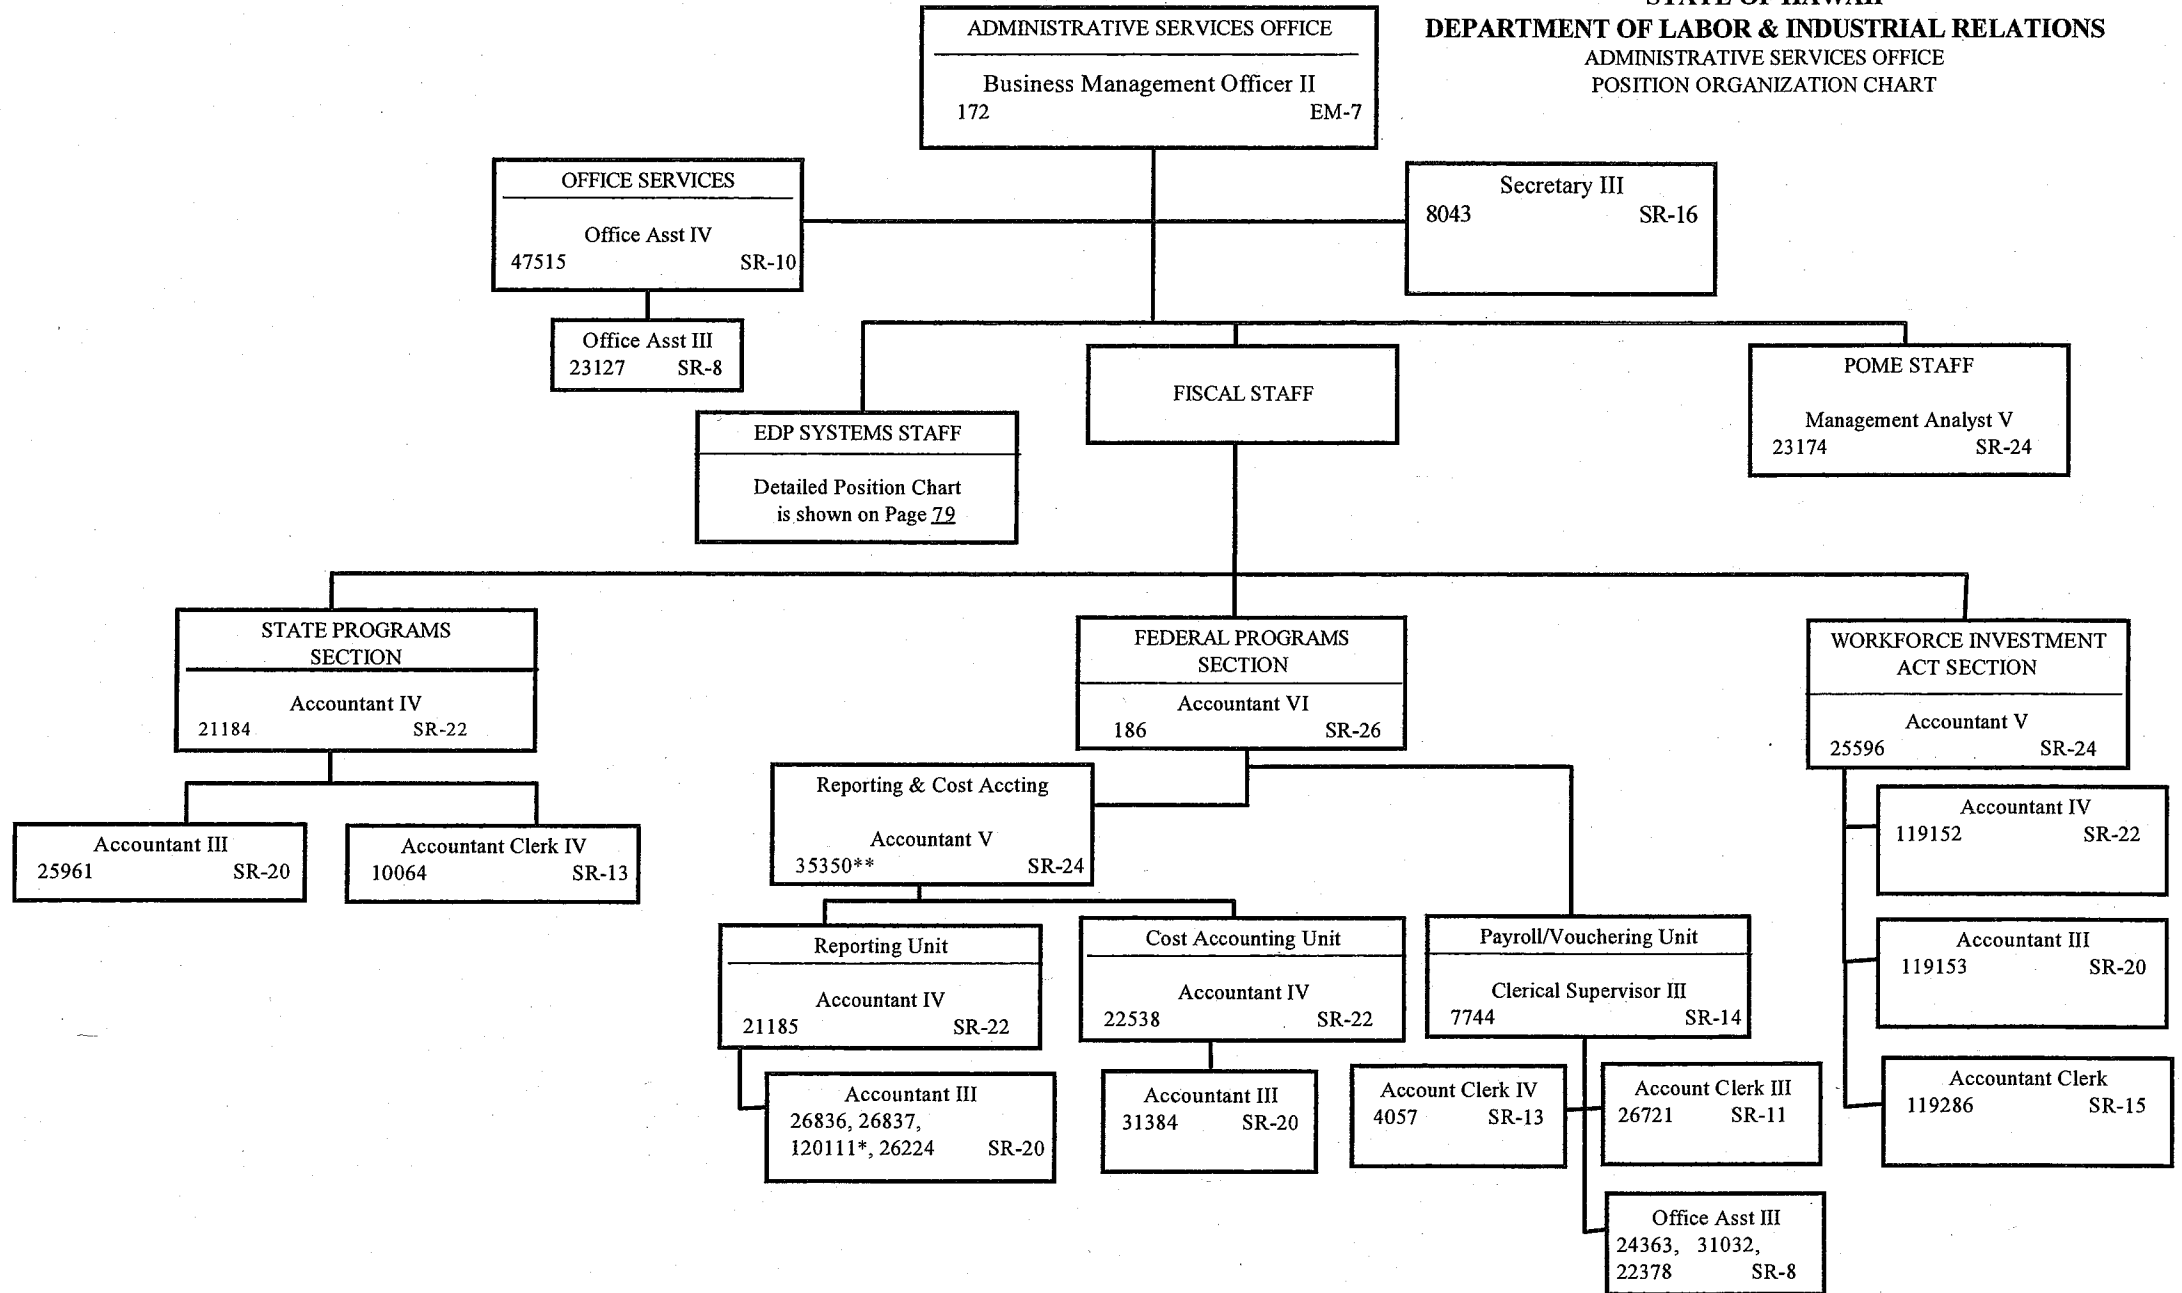 STATE OF HAWAII
DEPARTMENT OF LABOR & INDUSTRIAL RELATIONS
ADMINISTRATIVE SERVICES OFFICE
POSITION ORGANIZATION CHART
ADMINISTRATIVE SERVICES OFFICE
Business Management Officer II
172 EM-7
OFFICE SERVICES
Office Asst IV
47515 SR-10
Secretary III
8043 SR-16
Office Asst III
23127 SR-8
EDP SYSTEMS STAFF
Detailed Position Chart
is shown on Page 79
FISCAL STAFF
POME STAFF
Management Analyst V
23174 SR-24
STATE PROGRAMS
SECTION
Accountant IV
21184 SR-22
FEDERAL PROGRAMS
SECTION
Accountant VI
186 SR-26
WORKFORCE INVESTMENT
ACT SECTION
Accountant V
25596 SR-24
Accountant III
25961 SR-20
Accountant Clerk IV
10064 SR-13
Reporting & Cost Accting
Accountant V
35350** SR-24
Accountant IV
119152 SR-22
Accountant III
119153 SR-20
Accountant Clerk
119286 SR-15
Reporting Unit
Accountant IV
21185 SR-22
Cost Accounting Unit
Accountant IV
22538 SR-22
Payroll/Vouchering Unit
Clerical Supervisor III
7744 SR-14
Accountant III
26836, 26837,
120111*, 26224 SR-20
Accountant III
31384 SR-20
Account Clerk IV
4057 SR-13
Account Clerk III
26721 SR-11
Office Asst III
24363, 31032,
22378 SR-8